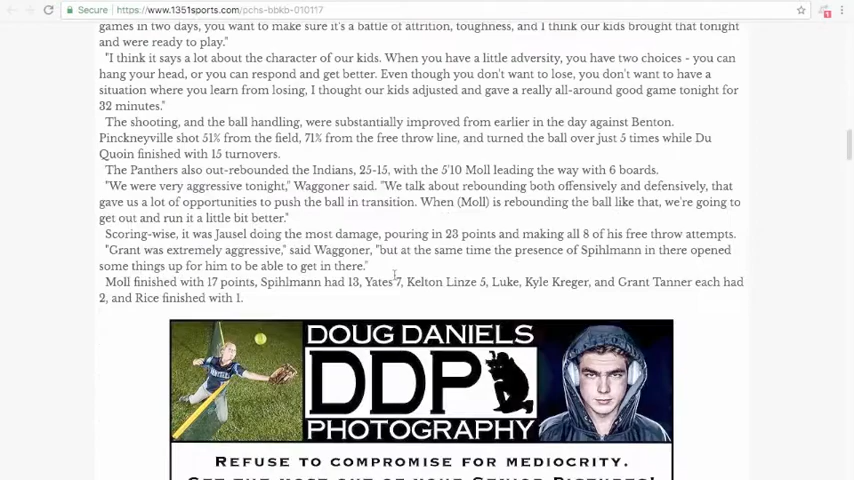 Secure
https://www.1351sports.com/pchs-bbkb-010117
games in two days, you want to make sure it's a battle of attrition, toughness, and I think our kids brought that tonight
and were ready to play."
"I think it says a lot about the character of our kids. When you have a little adversity, you have two choices - you can
hang your head, or you can respond and get better. Even though you don't want to lose, you don't want to have a
situation where you learn from losing, I thought our kids adjusted and gave a really all-around good game tonight for
32 minutes."
The shooting, and the ball handling, were substantially improved from earlier in the day against Benton.
Pinckneyville shot 51% from the field, 71% from the free throw line, and turned the ball over just 5 times while Du
Quoin finished with 15 turnovers.
The Panthers also out-rebounded the Indians, 25-15, with the 5'10 Moll leading the way with 6 boards.
"We were very aggressive tonight," Waggoner said. "We talk about rebounding both offensively and defensively, that
gave us a lot of opportunities to push the ball in transition. When (Moll) is rebounding the ball like that, we're going to
get out and run it a little bit better."
Scoring-wise, it was Jausel doing the most damage, pouring in 23 points and making all 8 of his free throw attempts.
"Grant was extremely aggressive," said Waggoner, "but at the same time the presence of Spihlmann in there opened
some things up for him to be able to get in there."
Moll finished with 17 points, Spihlmann had 13, Yates 7, Kelton Linze 5, Luke, Kyle Kreger, and Grant Tanner each had
2, and Rice finished with 1.
DOUG DANIELS
DDP
PHOTOGRAPHY
REFUSE TO COMPROMISE FOR MEDIOCRITY.
GET THE MOST OUT OF YOUR SENIOR PICTURES!